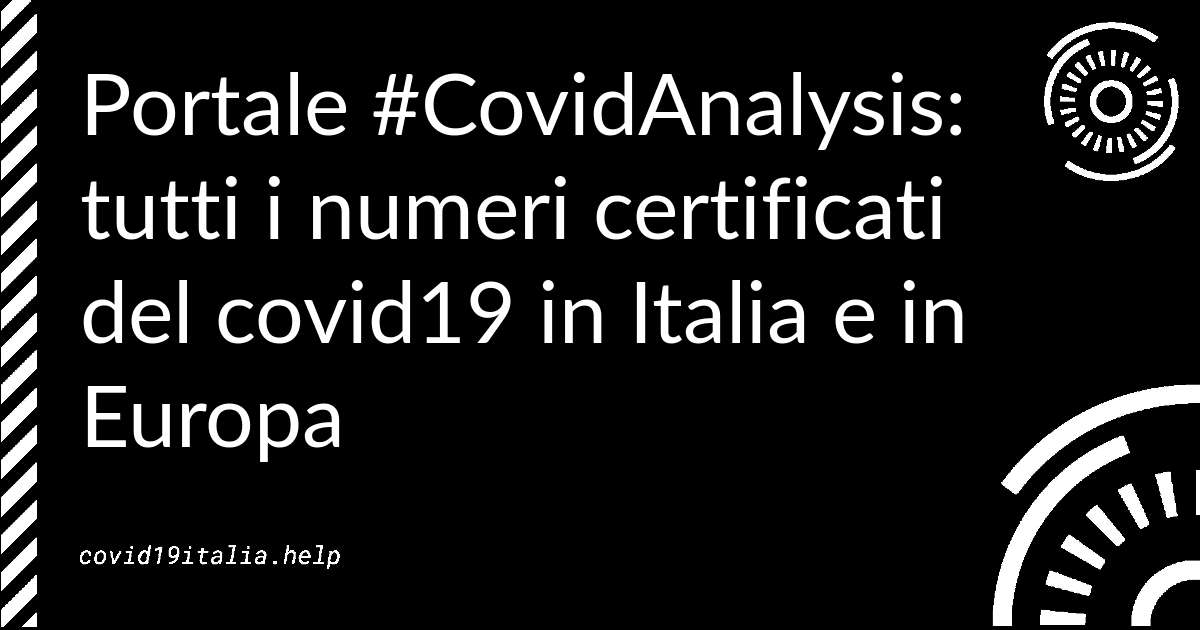 Portale #CovidAnalysis:
tutti i numeri certificati
del covid19 in Italia e in
Europa
covid19italia.help